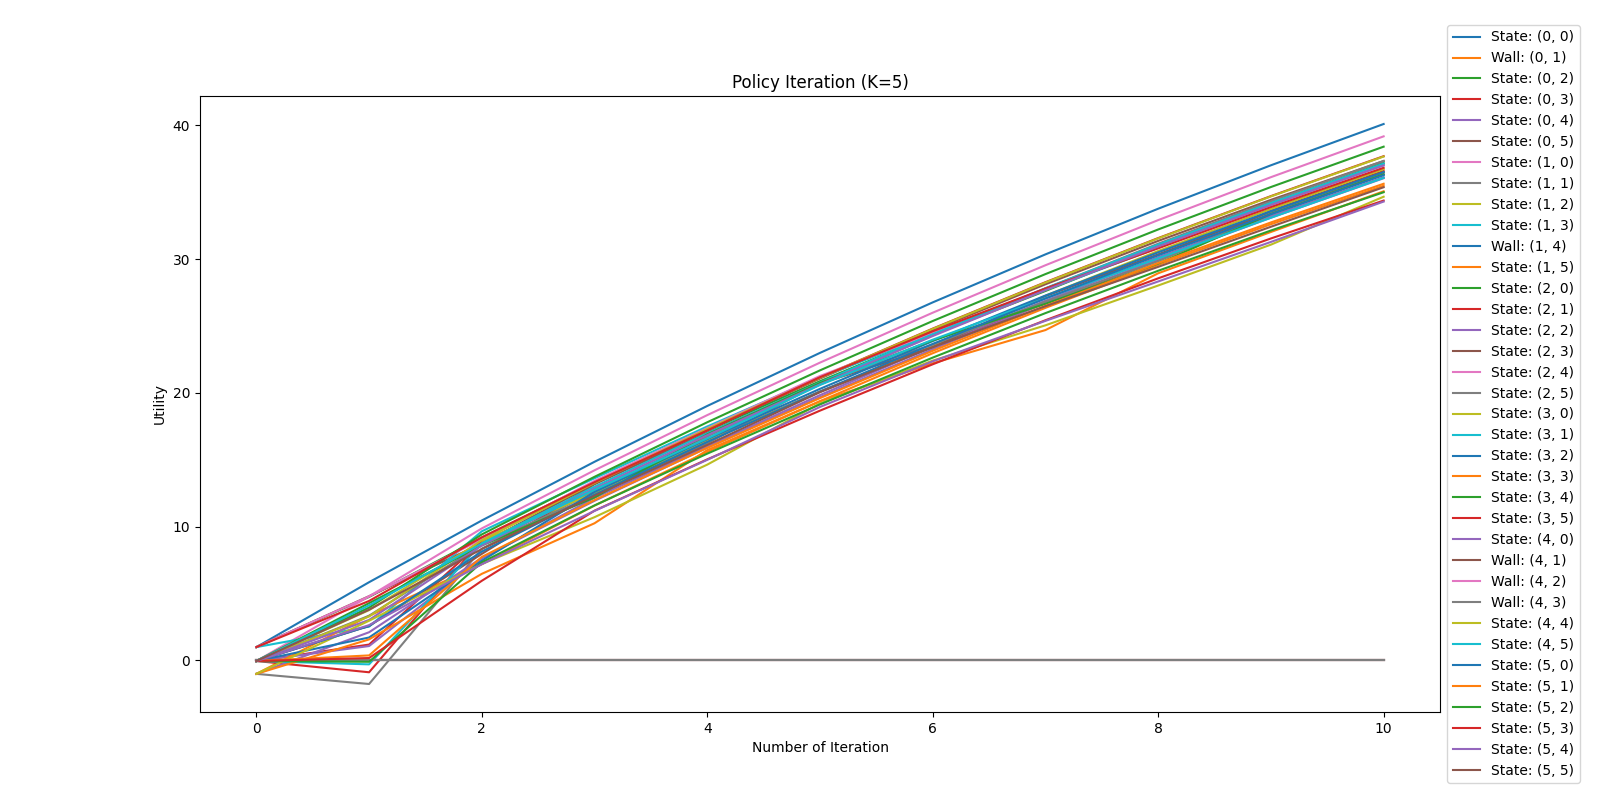 Policy Iteration (K=5)
Utility
40
30
20
10
0
0 2 4 6 8 10
Number of Iteration
State: (0, 0)
Wall: (0, 1)
State: (0, 2)
State: (0, 3)
State: (0, 4)
State: (0, 5)
State: (1, 0)
State: (1, 1)
State: (1, 2)
State: (1, 3)
Wall: (1, 4)
State: (1, 5)
State: (2, 0)
State: (2, 1)
State: (2, 2)
State: (2, 3)
State: (2, 4)
State: (2, 5)
State: (3, 0)
State: (3, 1)
State: (3, 2)
State: (3, 3)
State: (3, 4)
State: (3, 5)
State: (4, 0)
Wall: (4, 1)
Wall: (4, 2)
Wall: (4, 3)
State: (4, 4)
State: (4, 5)
State: (5, 0)
State: (5, 1)
State: (5, 2)
State: (5, 3)
State: (5, 4)
State: (5, 5)